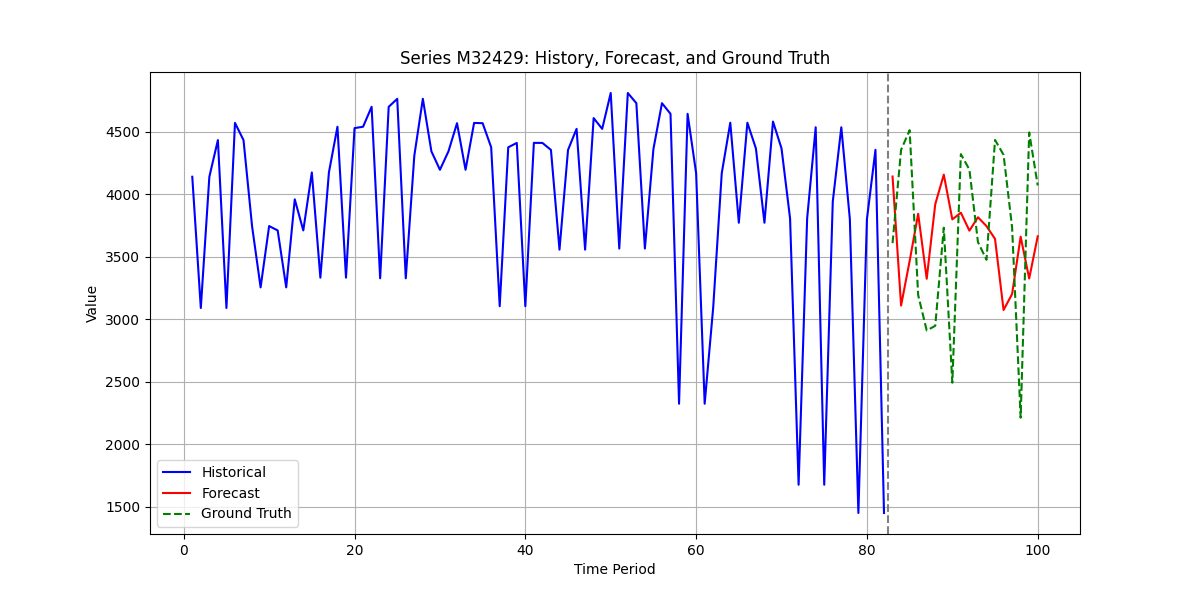 Series M32429: History, Forecast, and Ground Truth
Value
4500
4000
3500
3000
2500
2000
1500
Historical
Forecast
Ground Truth
0 20 40 60 80 100
Time Period